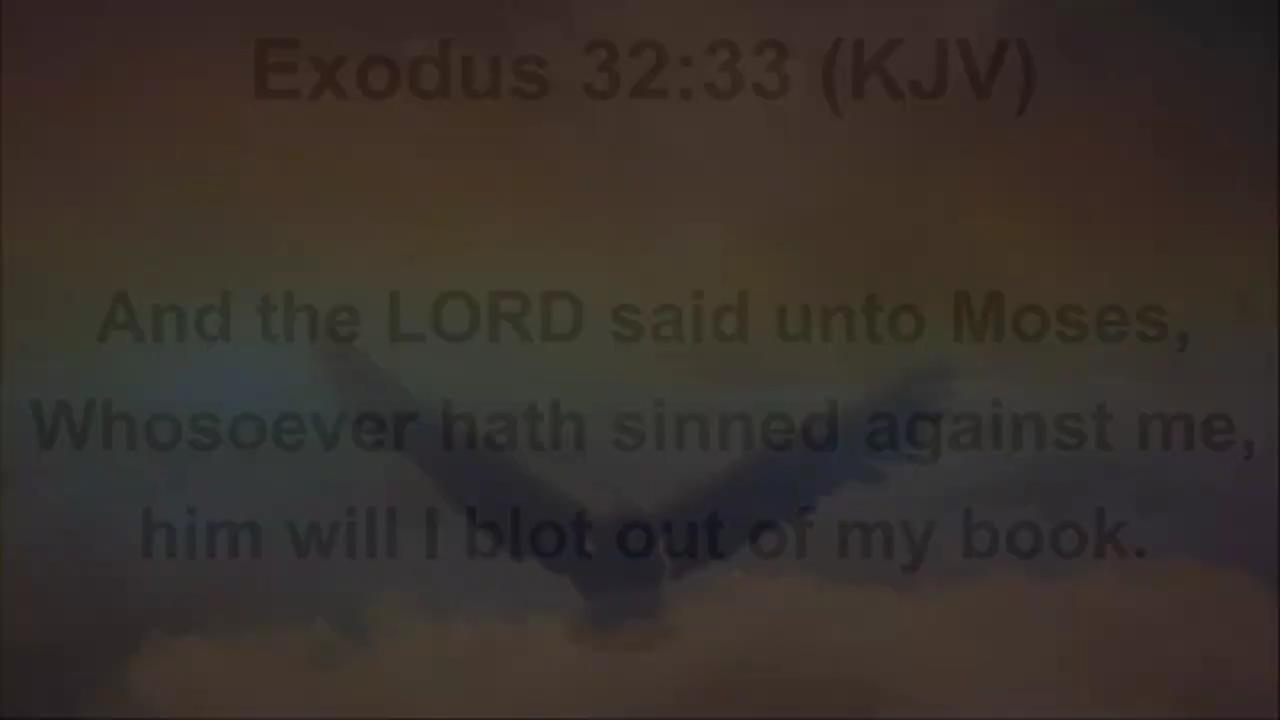 Exodus 32:33 (KJV)
And the LORD said unto Moses,
Whosoever hath sinned against me,
him will I blot out of my book.